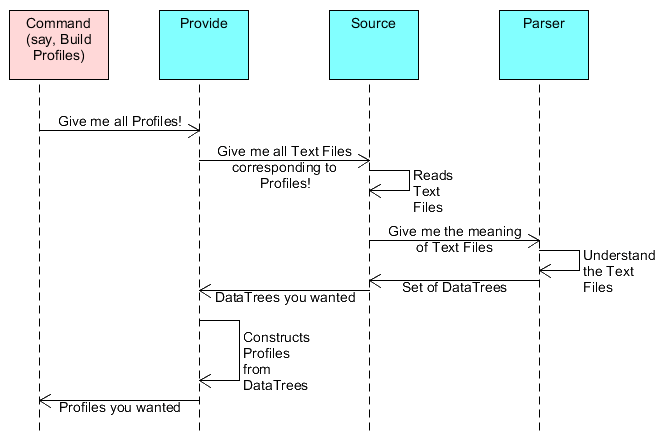 Command
(say, Build
Profiles)
Provide
Source
Parser
Give me all Profiles!
Give me all Text Files
corresponding to
Profiles!
Reads
Text
Files
Give me the meaning
of Text Files
Understand
the Text
Files
Set of DataTrees
DataTrees you wanted
Constructs
Profiles
from
DataTrees
Profiles you wanted